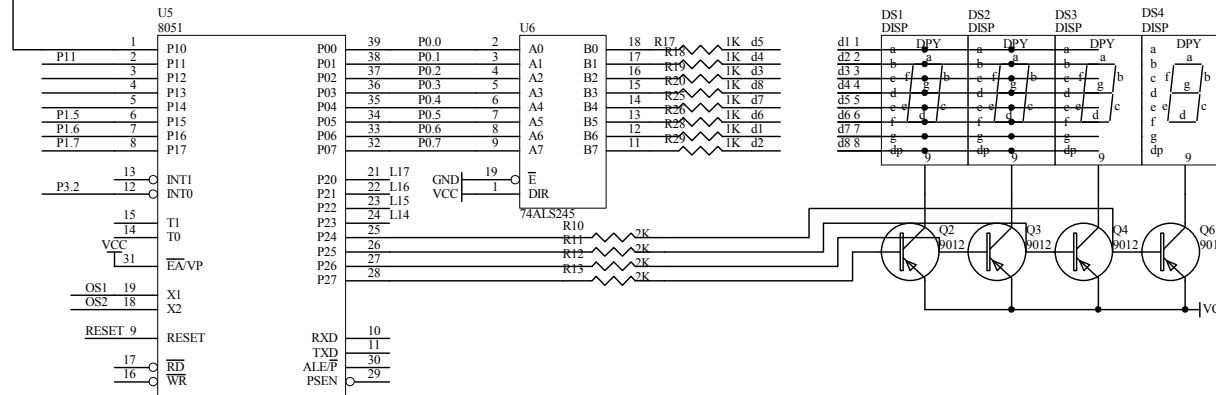 U5
8051
1 P10 P00 39 P0.0 2 A0 B0 18 R17 1K d5
P11 2 P11 P01 38 P0.1 3 A1 B1 17 R18 1K d4
3 P12 P02 37 P0.2 4 A2 B2 16 R19 1K d3
4 P13 P03 36 P0.3 5 A3 B3 15 R20 1K d8
5 P14 P04 35 P0.4 6 A4 B4 14 R25 1K d7
P1.5 6 P15 P05 34 P0.5 7 A5 B5 13 R26 1K d6
P1.6 7 P16 P06 33 P0.6 8 A6 B6 12 R28 1K d1
P1.7 8 P17 P07 32 P0.7 9 A7 B7 11 R29 1K d2
U6
GND 19 E
VCC 1 DIR
74ALS245
13 INT1
P3.2 12 INT0
15 T1
14 T0
VCC
31 EA/VP
OS1 19 X1
OS2 18 X2
RESET 9 RESET
17 RD
16 WR
P20 21 L17
P21 22 L16
P22 23 L15
P23 24 L14
P24 25 R10 2K
P25 26 R11 2K
P26 27 R12 2K
P27 28 R13 2K
RXD 10
TXD 11
ALE/P 30
PSEN 29
DS1 DS2 DS3 DS4
DISP DISP DISP DISP
DPY DPY DPY DPY
d1 1 a a a a
d2 2 b b b b
d3 3 c c c c
d4 4 d d d d
d5 5 e e e e
d6 6 f f f f
d7 7 g g g g
d8 8 dp dp dp dp
a f b g e c d
a f b g e c d
a f b g e c d
a f b g e c d
9 9 9 9
Q2 Q3 Q4 Q6
9012 9012 9012 901
VC